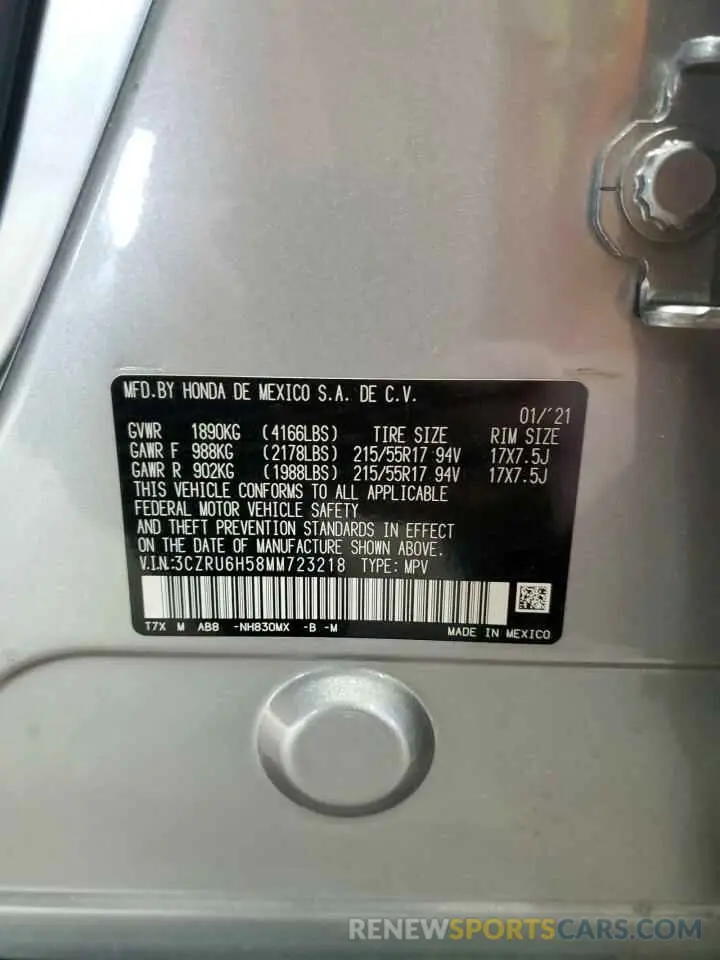 MFD.BY HONDA DE MEXICO S.A. DE C.V.
01/'21
GVWR 1890KG (4166LBS) TIRE SIZE RIM SIZE
GAWR F 988KG (2178LBS) 215/55R17 94V 17X7.5J
GAWR R 902KG (1988LBS) 215/55R17 94V 17X7.5J
THIS VEHICLE CONFORMS TO ALL APPLICABLE
FEDERAL MOTOR VEHICLE SAFETY
AND THEFT PREVENTION STANDARDS IN EFFECT
ON THE DATE OF MANUFACTURE SHOWN ABOVE.
V.I.N:3CZRU6H58MM723218 TYPE: MPV
T7X M AB8 -NH830MX -B -M
MADE IN MEXICO
RENEWSPORTSCARS.COM